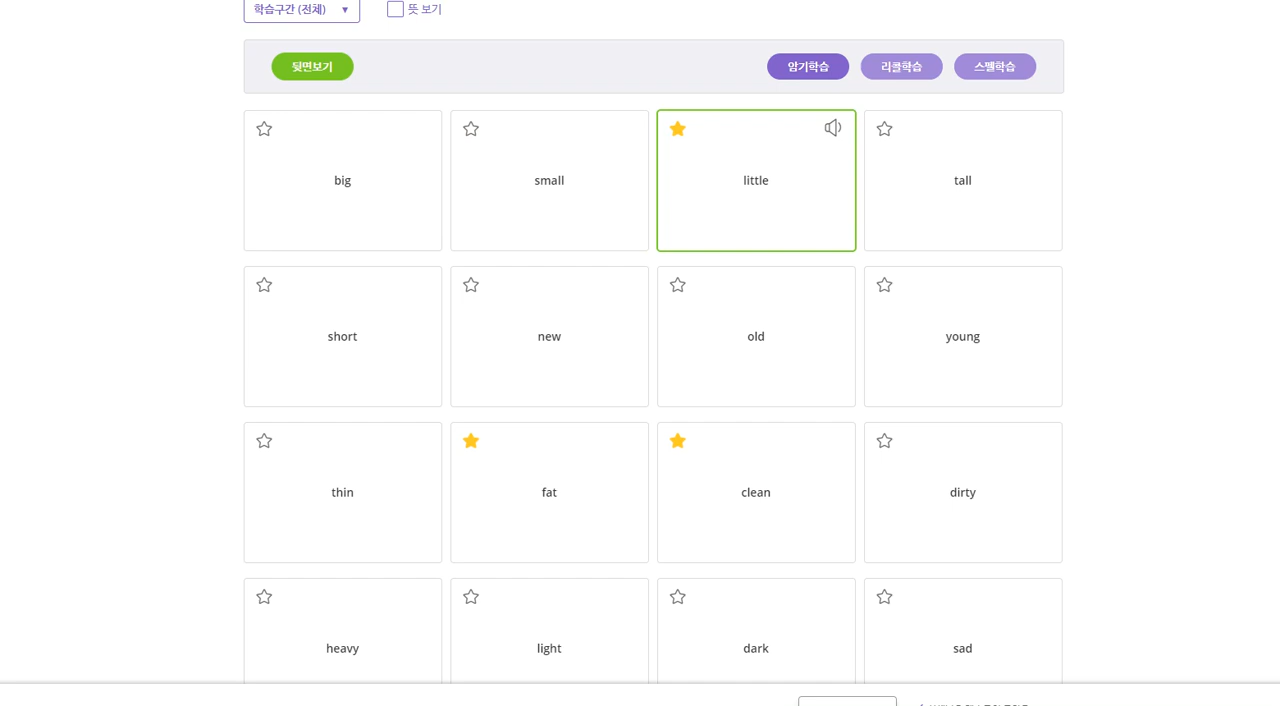 학습구간 (전체) ▼ 뜻 보기
뒷면보기 암기학습 리콜학습 스펠학습
big small little tall
short new old young
thin fat clean dirty
heavy light dark sad